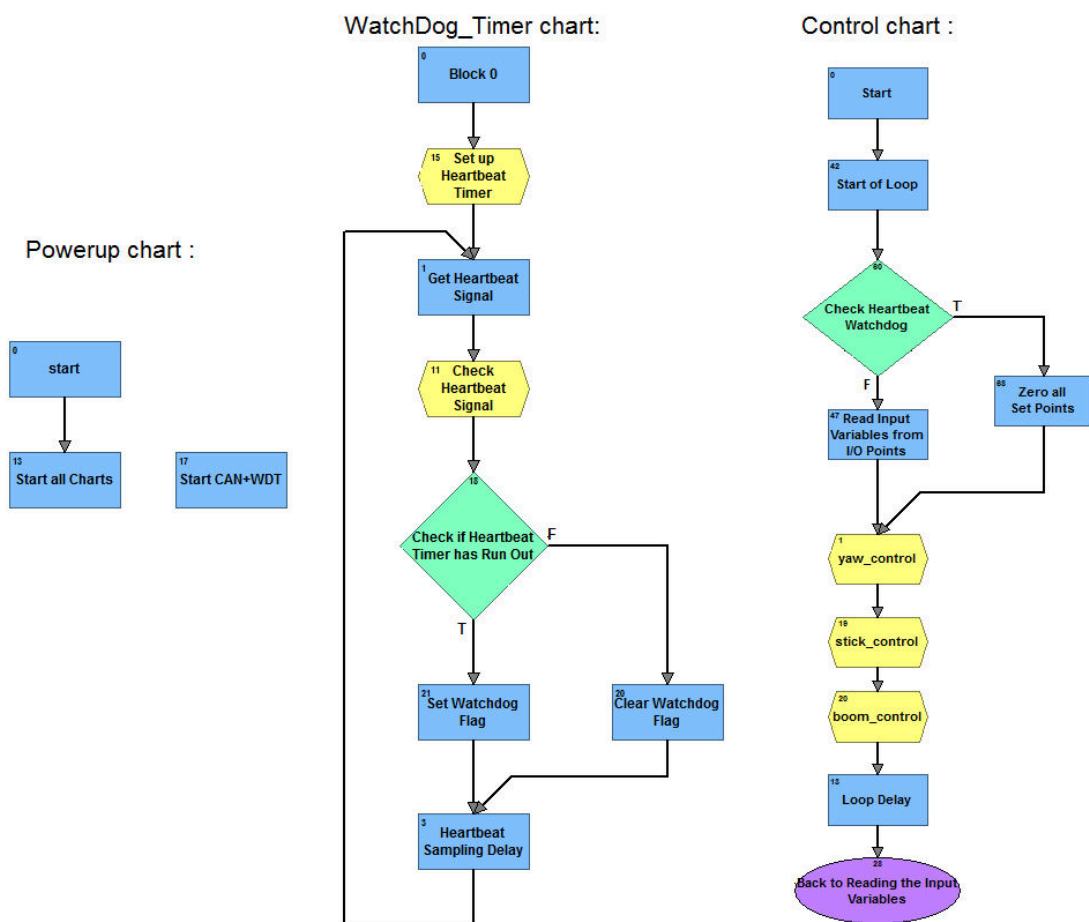 Powerup chart :
0
start
13
Start all Charts
17
Start CAN+WDT
WatchDog_Timer chart:
0
Block 0
15
Set up
Heartbeat
Timer
1
Get Heartbeat
Signal
11
Check
Heartbeat
Signal
Check if Heartbeat
Timer has Run Out
F
T
21
Set Watchdog
Flag
20
Clear Watchdog
Flag
3
Heartbeat
Sampling Delay
Control chart :
0
Start
42
Start of Loop
60
Check Heartbeat
Watchdog
T
F
Zero all
Set Points
47
Read Input
Variables from
I/O Points
1
yaw_control
19
stick_control
20
boom_control
Loop Delay
28
Back to Reading the Input
Variables